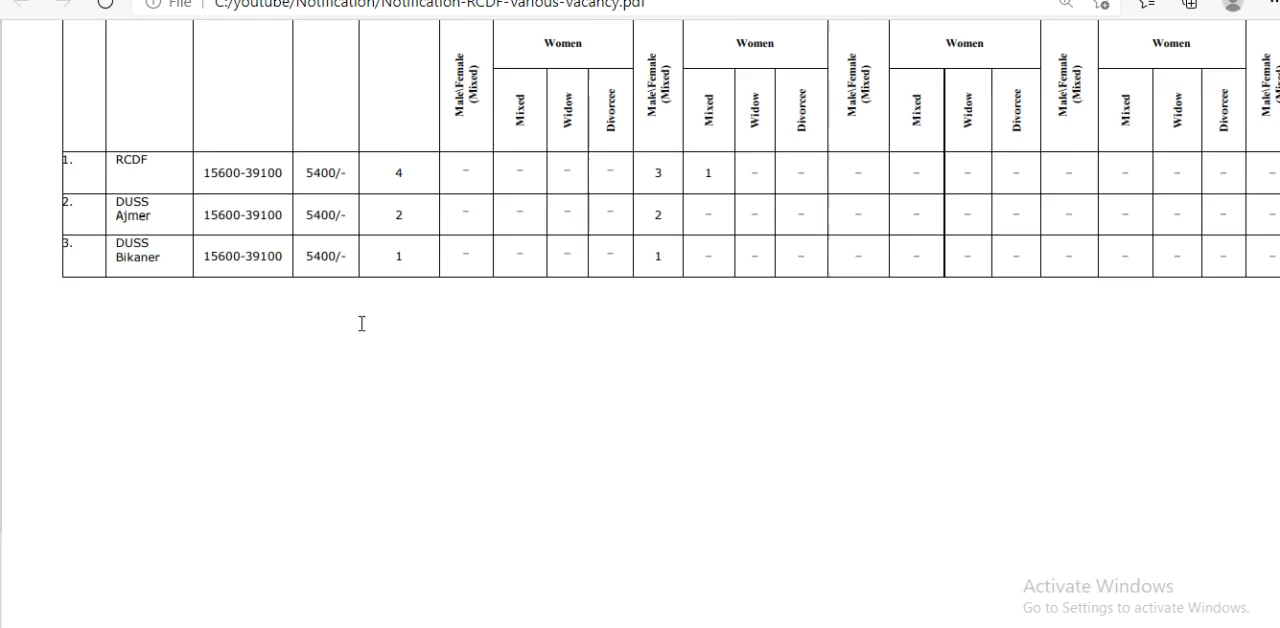 File | C:/youtube/Notification/Notification-RCDF-Various-Vacancy.pdf
Women Women Women Women
Male\Female (Mixed) Mixed Widow Divorcee Male\Female (Mixed) Mixed Widow Divorcee Male\Female (Mixed) Mixed Widow Divorcee Male\Female (Mixed) Mixed Widow Divorcee Male\Female (Mixed)
1. RCDF 15600-39100 5400/- 4 – – – – 3 1 – – – – – – – – – – –
2. DUSS Ajmer 15600-39100 5400/- 2 – – – – 2 – – – – – – – – – – – –
3. DUSS Bikaner 15600-39100 5400/- 1 – – – – 1 – – – – – – – – – – – –
Activate Windows
Go to Settings to activate Windows.